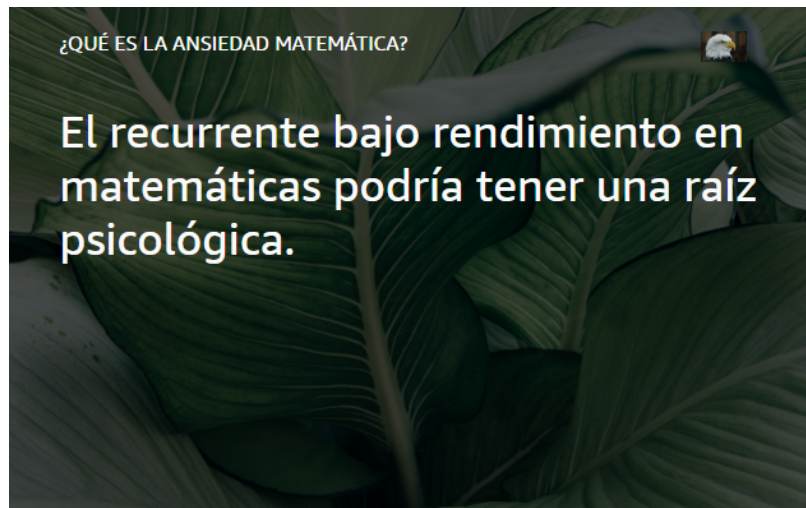 ¿QUÉ ES LA ANSIEDAD MATEMÁTICA?
El recurrente bajo rendimiento en
matemáticas podría tener una raíz
psicológica.